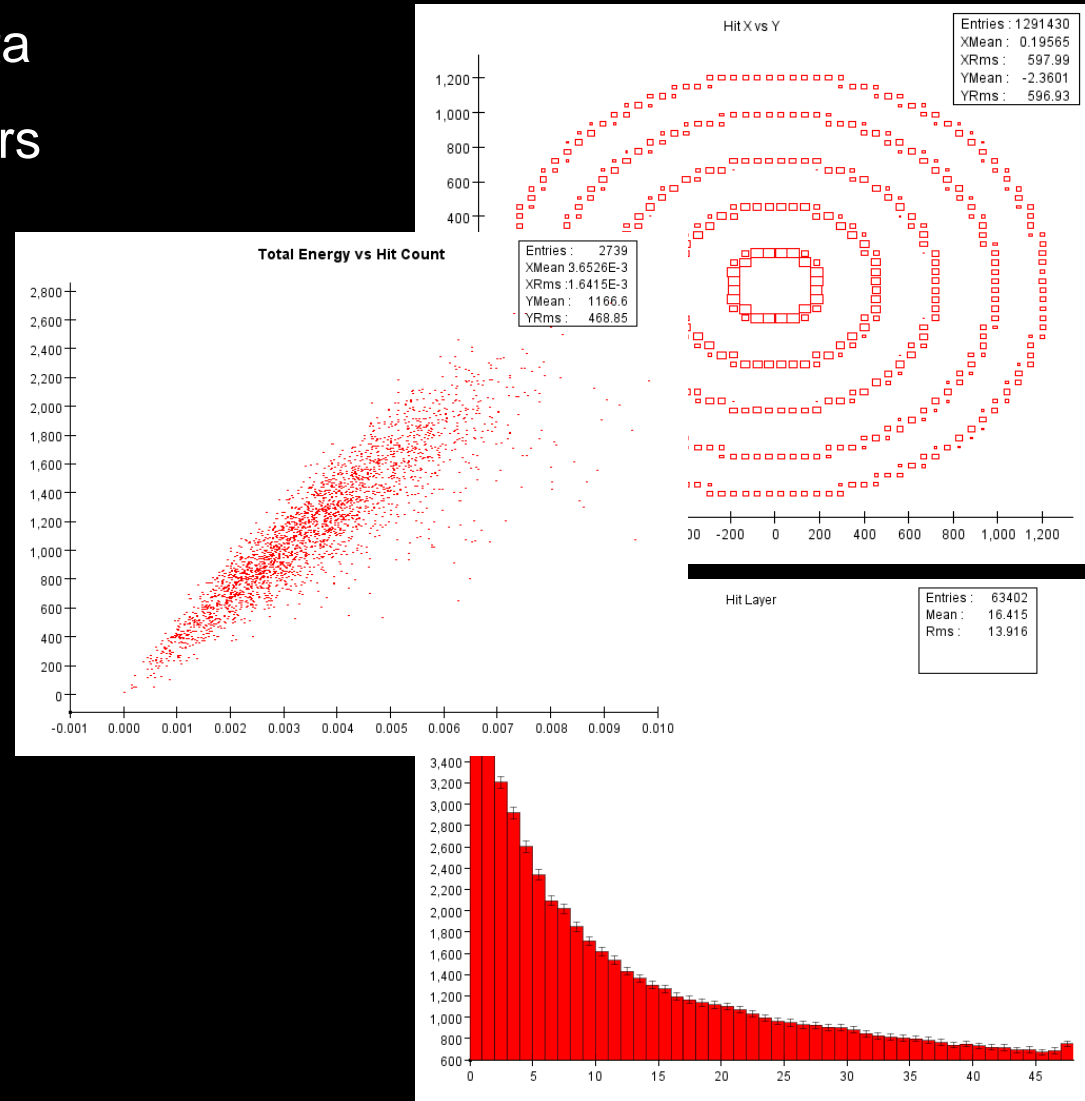 a
rs
Hit X vs Y
Entries : 1291430
XMean : 0.19565
XRms : 597.99
YMean : -2.3601
YRms : 596.93
1,200
1,000
800
600
400
00 -200 0 200 400 600 800 1,000 1,200
Total Energy vs Hit Count
Entries : 2739
XMean 3.6526E-3
XRms :1.6415E-3
YMean : 1166.6
YRms : 468.85
2,800
2,600
2,400
2,200
2,000
1,800
1,600
1,400
1,200
1,000
800
600
400
200
0
-0.001 0.000 0.001 0.002 0.003 0.004 0.005 0.006 0.007 0.008 0.009 0.010
Hit Layer
Entries : 63402
Mean : 16.415
Rms : 13.916
3,400
3,200
3,000
2,800
2,600
2,400
2,200
2,000
1,800
1,600
1,400
1,200
1,000
800
600
0 5 10 15 20 25 30 35 40 45